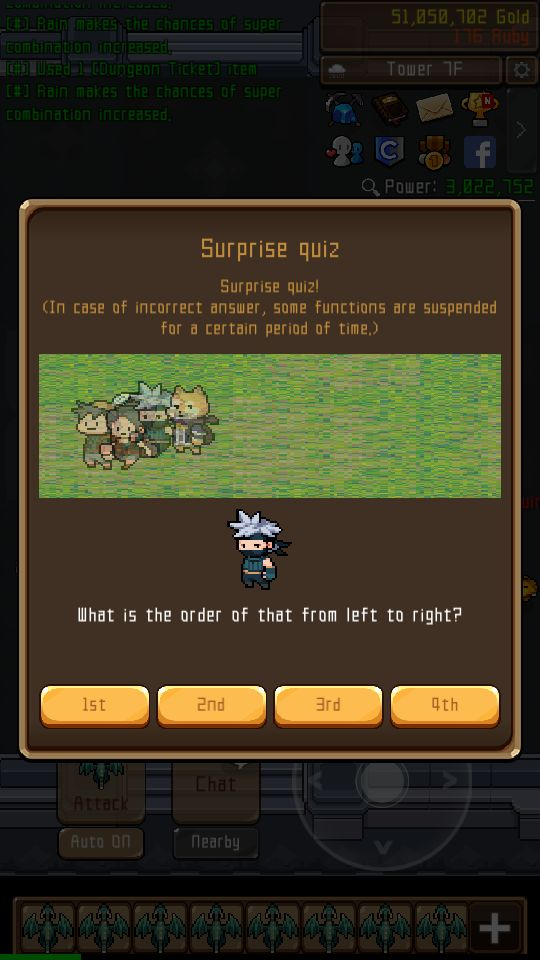 combination increased.
[#] Rain makes the chances of super
combination increased.
[#] Used 1 [Dungeon Ticket] item
[#] Rain makes the chances of super
combination increased.
51,050,702 Gold
176 Ruby
Tower 7F
N
C
f
Power: 3,022,752
Surprise quiz
Surprise quiz!
(In case of incorrect answer, some functions are suspended
for a certain period of time.)
What is the order of that from left to right?
1st
2nd
3rd
4th
Attack
Chat
Auto ON
Nearby